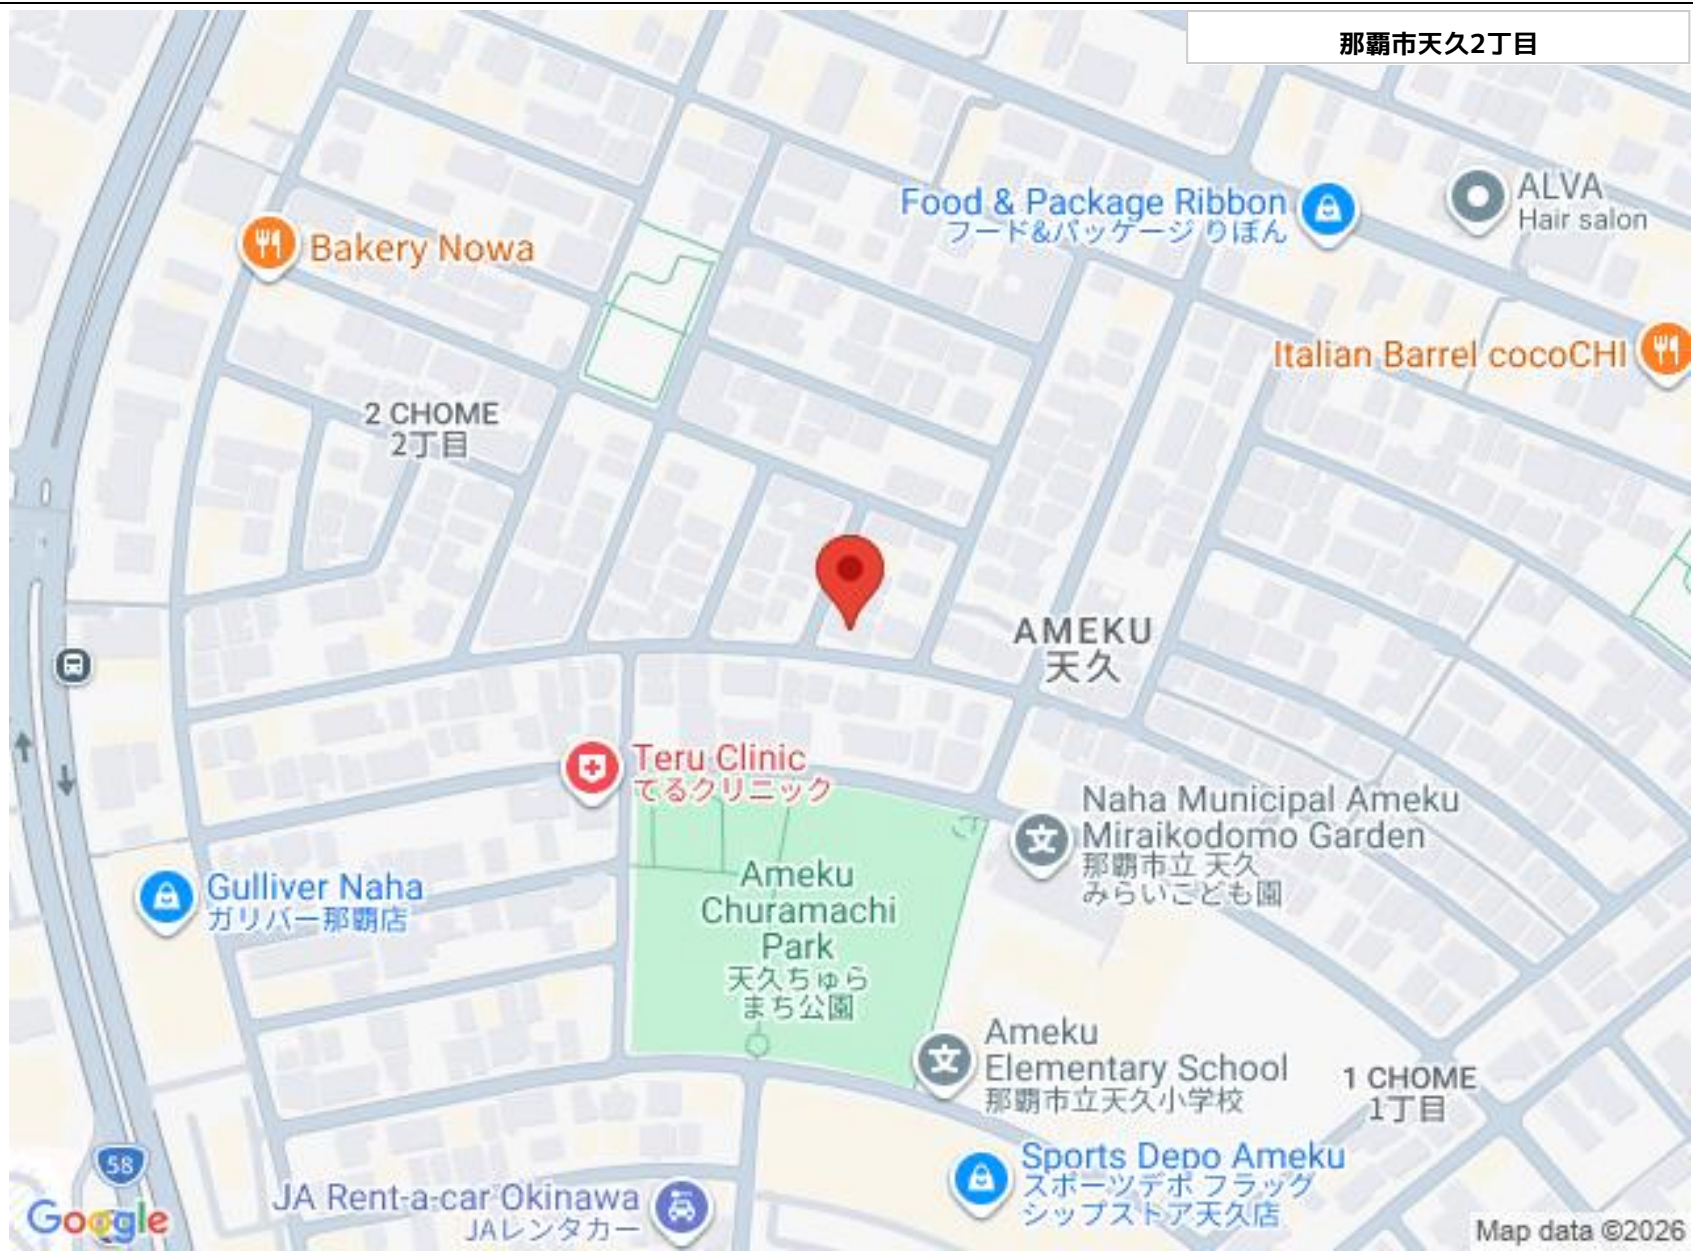 那覇市天久2丁目
ALVA
Hair salon
Food & Package Ribbon
フード&パッケージ りぼん
Bakery Nowa
Italian Barrel cocoCHI
2 CHOME
2丁目
AMEKU
天久
Teru Clinic
てるクリニック
Naha Municipal Ameku
Miraikodomo Garden
那覇市立 天久
みらいこども園
Ameku
Churamachi
Park
天久ちゅら
まち公園
Gulliver Naha
ガリバー那覇店
Ameku
Elementary School
那覇市立天久小学校
1 CHOME
1丁目
58
Sports Depo Ameku
スポーツデポ フラッグ
シップストア天久店
JA Rent-a-car Okinawa
JAレンタカー
Google
Map data ©2026